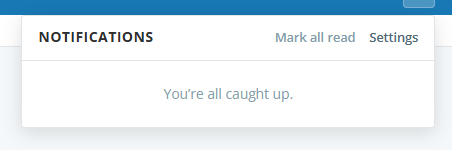 NOTIFICATIONS Mark all read Settings
You're all caught up.